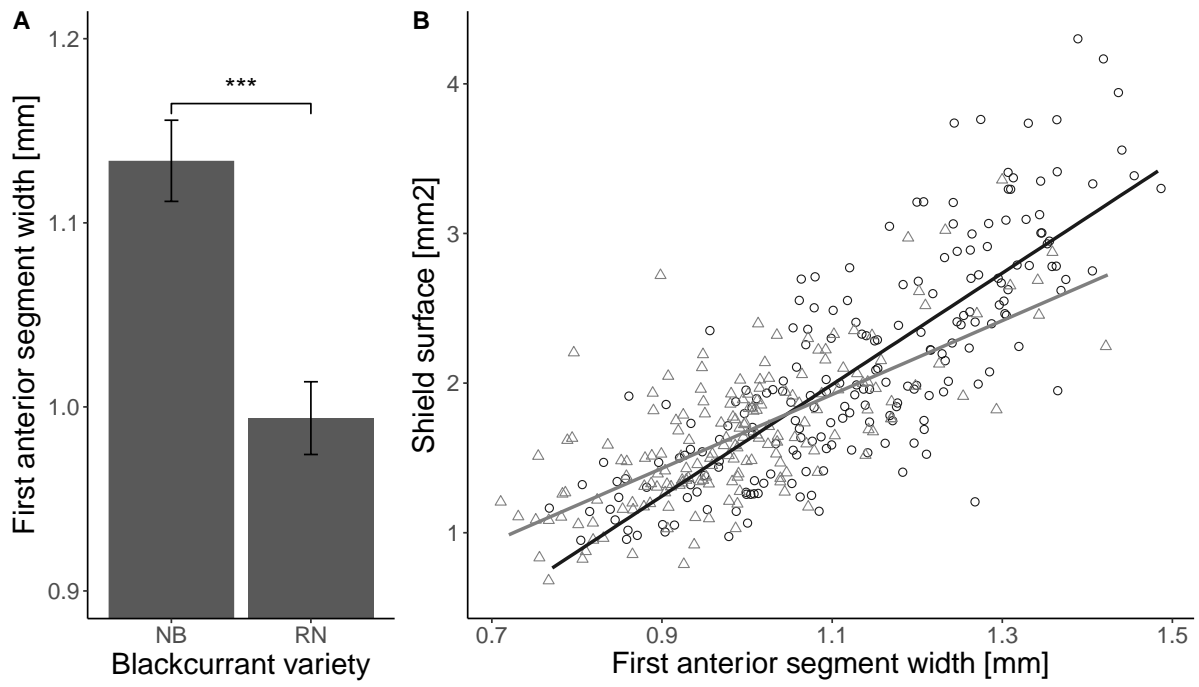 A
First anterior segment width [mm]
1.2
1.1
1.0
0.9
***
NB RN
Blackcurrant variety
B
Shield surface [mm2]
4
3
2
1
0.7 0.9 1.1 1.3 1.5
First anterior segment width [mm]